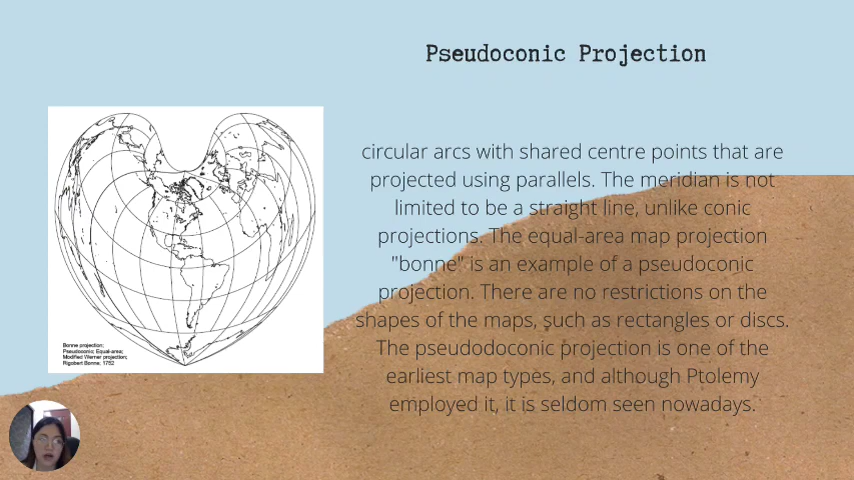 Pseudoconic Projection
circular arcs with shared centre points that are
projected using parallels. The meridian is not
limited to be a straight line, unlike conic
projections. The equal-area map projection
"bonne" is an example of a pseudoconic
projection. There are no restrictions on the
shapes of the maps, such as rectangles or discs.
The pseudodoconic projection is one of the
earliest map types, and although Ptolemy
employed it, it is seldom seen nowadays.
Bonne projection;
Pseudoconic; Equal-area;
Modified Werner projection;
Rigobert Bonne; 1752